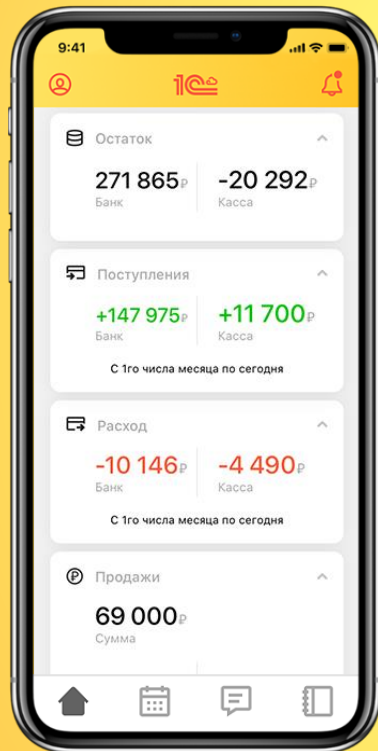 9:41
1С
Остаток
271 865₽ -20 292₽
Банк Касса
Поступления
+147 975₽ +11 700₽
Банк Касса
С 1го числа месяца по сегодня
Расход
-10 146₽ -4 490₽
Банк Касса
С 1го числа месяца по сегодня
₽ Продажи
69 000₽
Сумма